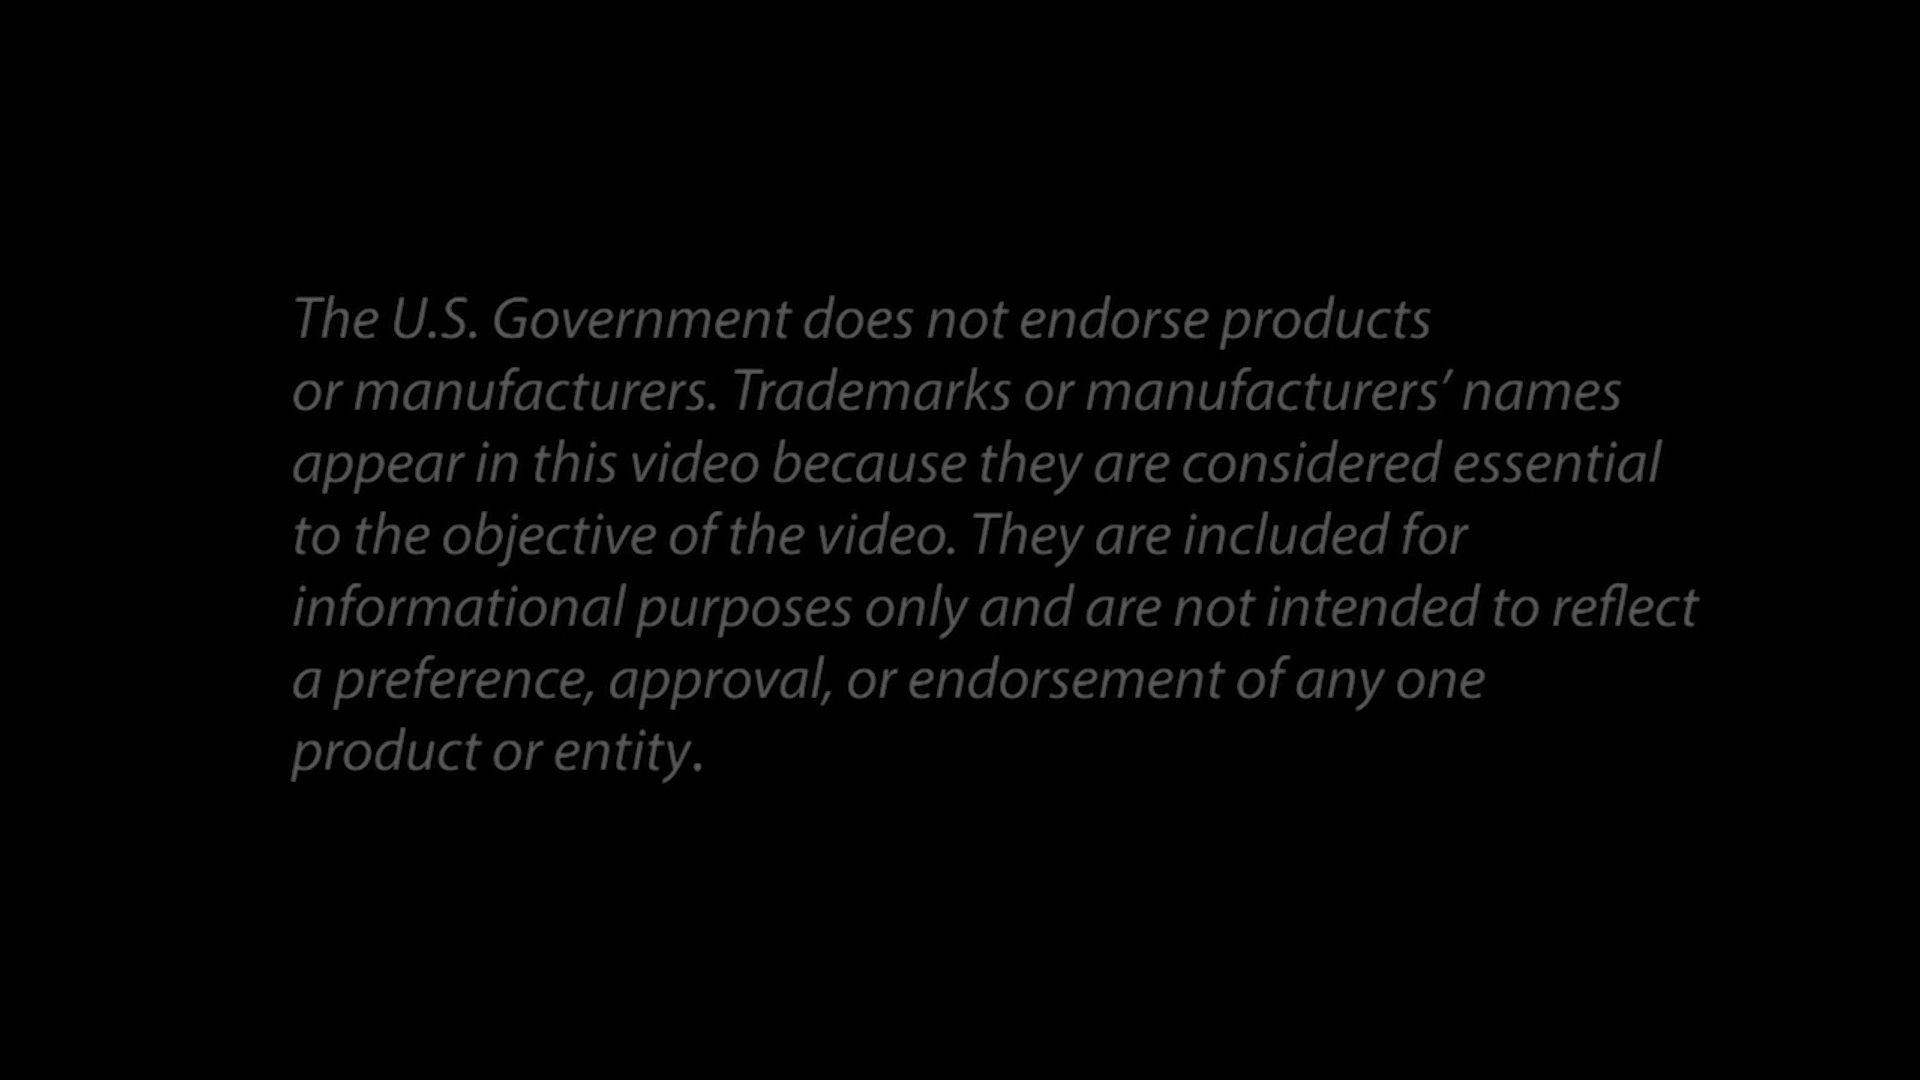 The U.S. Government does not endorse products
or manufacturers. Trademarks or manufacturers’ names
appear in this video because they are considered essential
to the objective of the video. They are included for
informational purposes only and are not intended to reflect
a preference, approval, or endorsement of any one
product or entity.